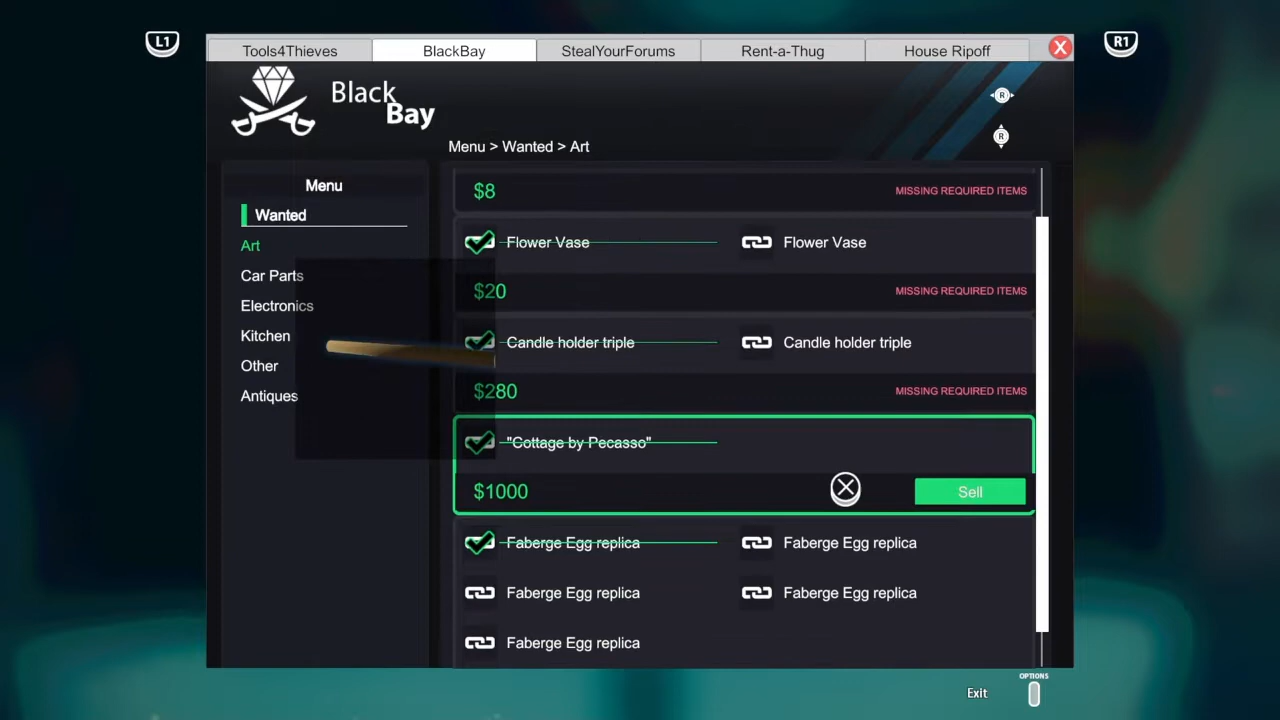 L1
R1
Tools4Thieves BlackBay StealYourForums Rent-a-Thug House Ripoff X
Black
Bay
R
R
Menu > Wanted > Art
Menu
Wanted
Art
Car Parts
Electronics
Kitchen
Other
Antiques
$8 MISSING REQUIRED ITEMS
Flower Vase Flower Vase
$20 MISSING REQUIRED ITEMS
Candle holder triple Candle holder triple
$280 MISSING REQUIRED ITEMS
"Cottage by Pecasso"
$1000 Sell
Faberge Egg replica Faberge Egg replica
Faberge Egg replica Faberge Egg replica
Faberge Egg replica
OPTIONS
Exit